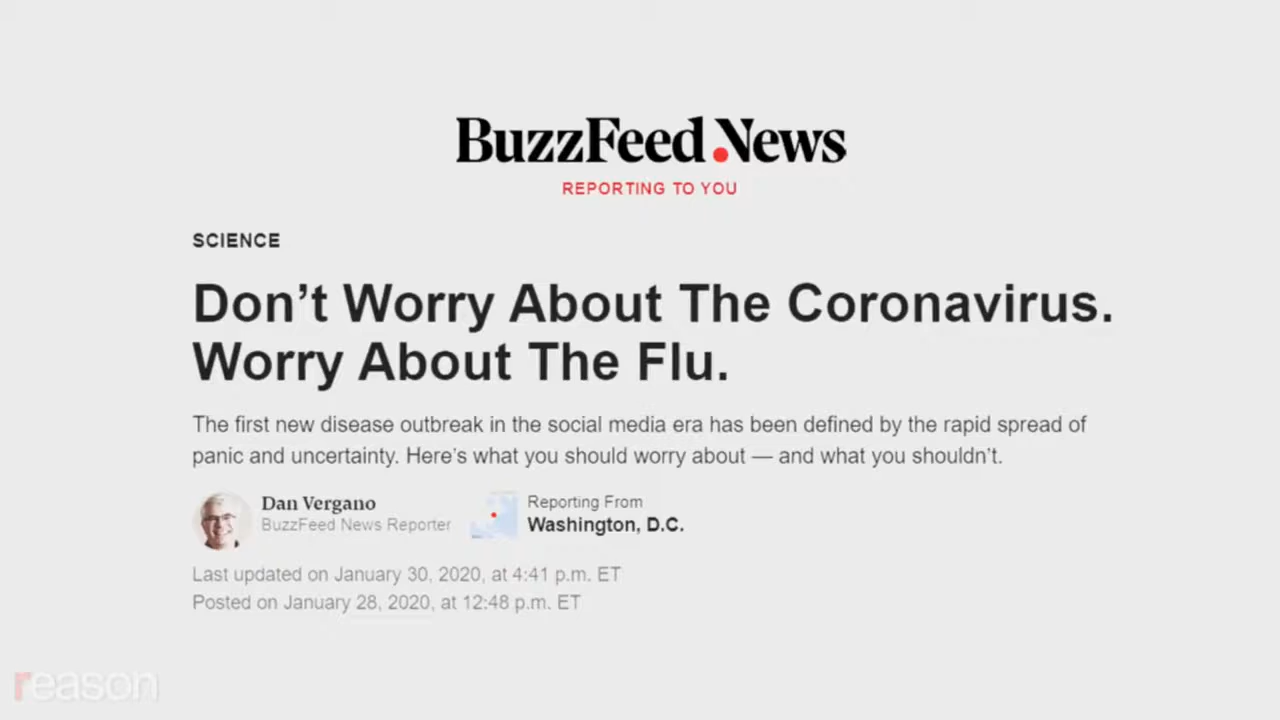 BuzzFeed News
REPORTING TO YOU
SCIENCE
Don’t Worry About The Coronavirus.
Worry About The Flu.
The first new disease outbreak in the social media era has been defined by the rapid spread of
panic and uncertainty. Here’s what you should worry about — and what you shouldn’t.
Dan Vergano
BuzzFeed News Reporter
Reporting From
Washington, D.C.
Last updated on January 30, 2020, at 4:41 p.m. ET
Posted on January 28, 2020, at 12:48 p.m. ET
reason